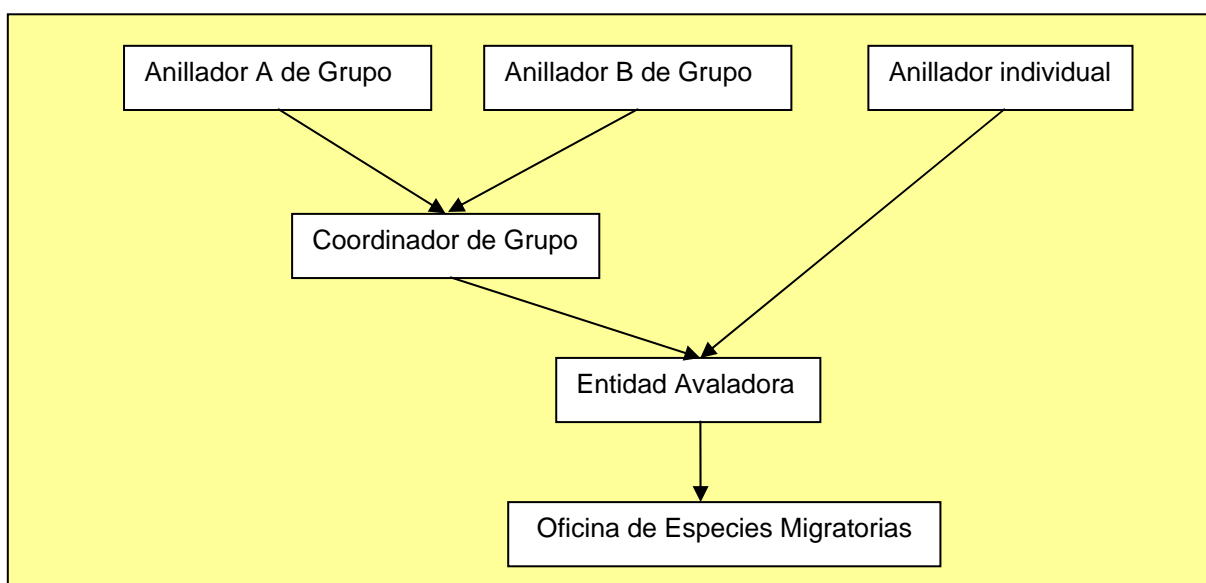 Anillador A de Grupo
Anillador B de Grupo
Anillador individual
Coordinador de Grupo
Entidad Avaladora
Oficina de Especies Migratorias